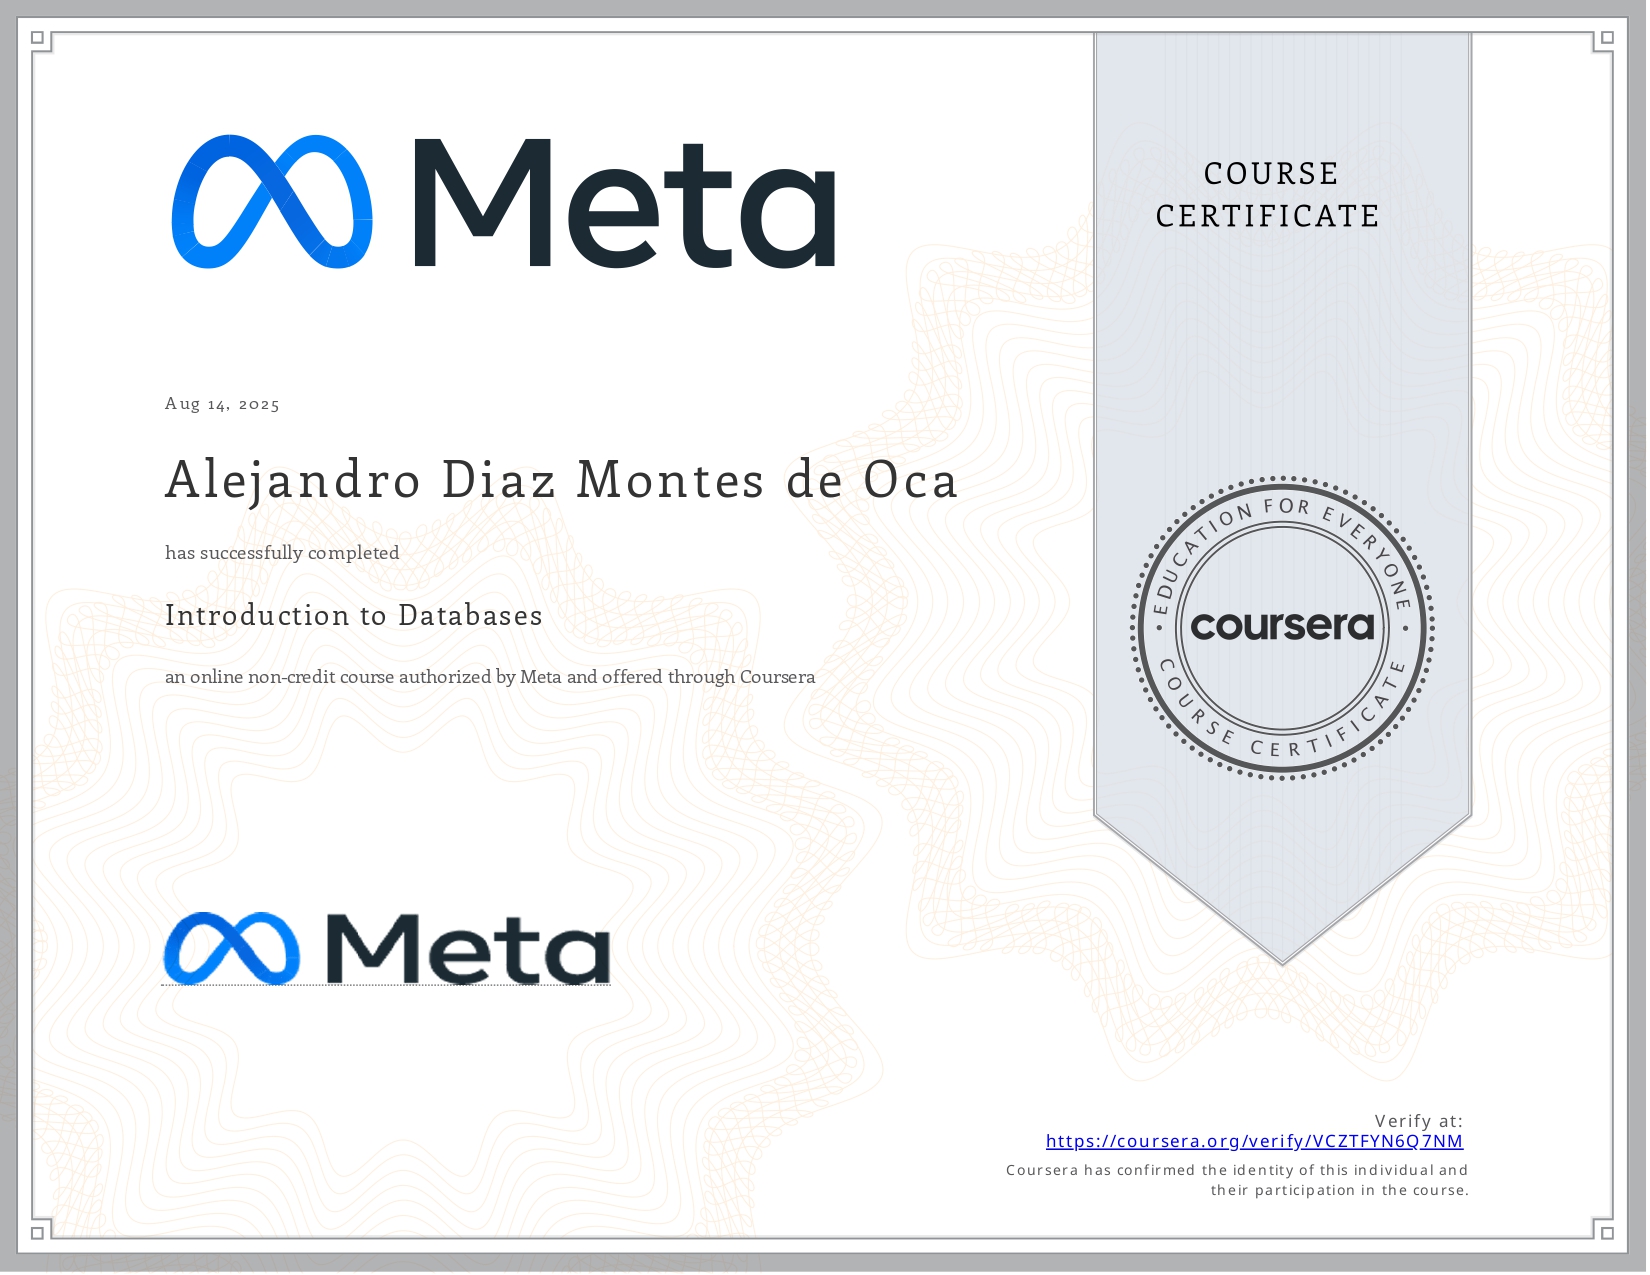 Meta
COURSE
CERTIFICATE
Aug 14, 2025
Alejandro Diaz Montes de Oca
has successfully completed
Introduction to Databases
an online non-credit course authorized by Meta and offered through Coursera
EDUCATION FOR EVERYONE
coursera
COURSE CERTIFICATE
Meta
Verify at:
https://coursera.org/verify/VCZTFYN6Q7NM
Coursera has confirmed the identity of this individual and
their participation in the course.